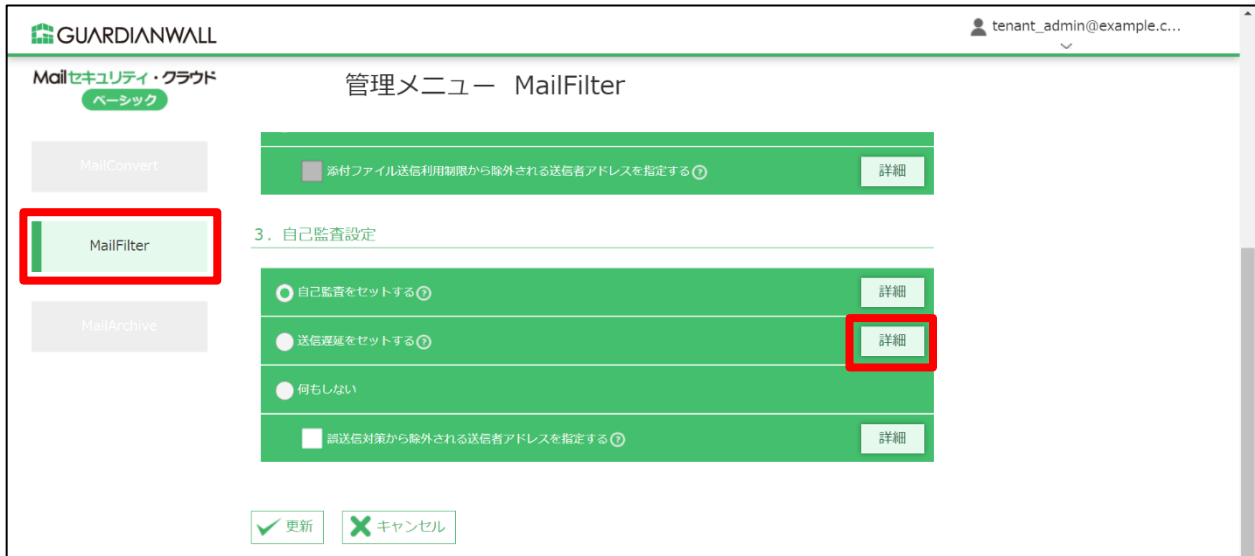 GUARDIANWALL
tenant_admin@example.c...
Mailセキュリティ・クラウド
ベーシック
管理メニュー MailFilter
MailConvert
添付ファイル送信利用制限から除外される送信者アドレスを指定する?
詳細
MailFilter
3. 自己監査設定
自己監査をセットする?
詳細
MailArchive
送信遅延をセットする?
詳細
何もしない
誤送信対策から除外される送信者アドレスを指定する?
詳細
更新
キャンセル